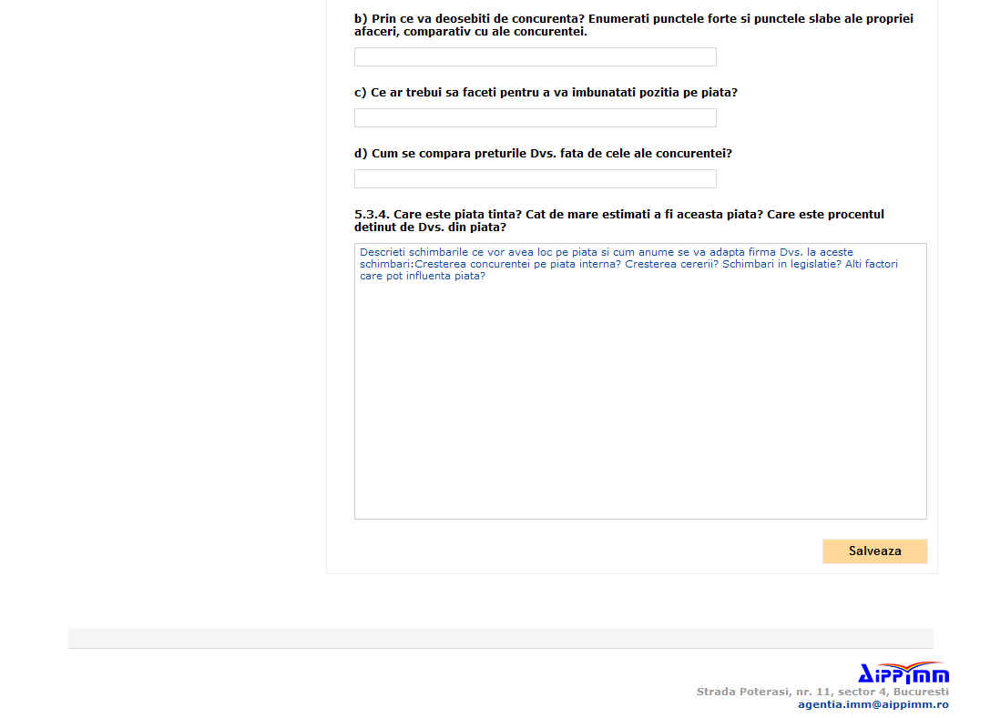 b) Prin ce va deosebiti de concurenta? Enumerati punctele forte si punctele slabe ale propriei
afaceri, comparativ cu ale concurentei.
c) Ce ar trebui sa faceti pentru a va imbunatati pozitia pe piata?
d) Cum se compara preturile Dvs. fata de cele ale concurentei?
5.3.4. Care este piata tinta? Cat de mare estimati a fi aceasta piata? Care este procentul
detinut de Dvs. din piata?
Descrieti schimbarile ce vor avea loc pe piata si cum anume se va adapta firma Dvs. la aceste
schimbari:Cresterea concurentei pe piata interna? Cresterea cererii? Schimbari in legislatie? Alti factori
care pot influenta piata?
Salveaza
AiPPimm
Strada Poterasi, nr. 11, sector 4, Bucuresti
agentia.imm@aippimm.ro